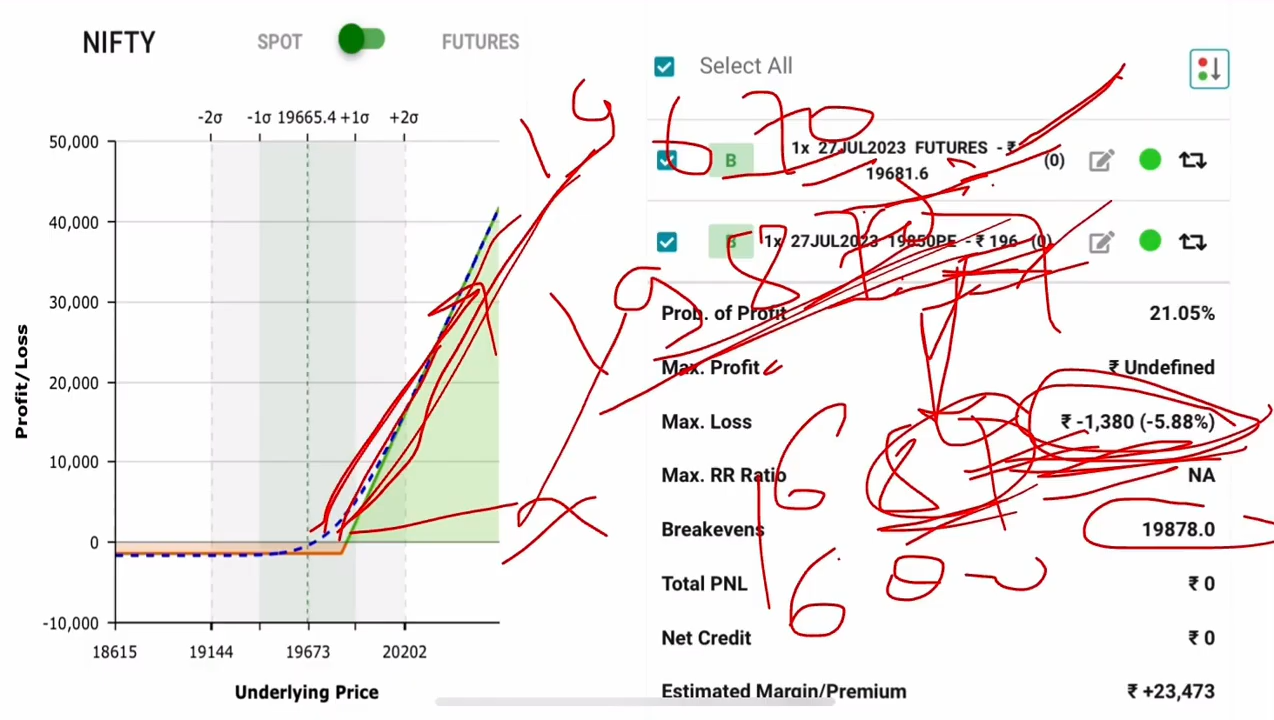 NIFTY
SPOT FUTURES
-2σ -1σ 19665.4 +1σ +2σ
50,000
40,000
30,000
20,000
10,000
0
-10,000
Profit/Loss
18615 19144 19673 20202
Underlying Price
Select All
B 1x 27JUL2023 FUTURES - ₹ 19681.6 (0)
B 1x 27JUL2023 19850PE - ₹ 196 (0)
Prob. of Profit 21.05%
Max. Profit ₹ Undefined
Max. Loss ₹ -1,380 (-5.88%)
Max. RR Ratio NA
Breakevens 19878.0
Total PNL ₹ 0
Net Credit ₹ 0
Estimated Margin/Premium ₹ +23,473